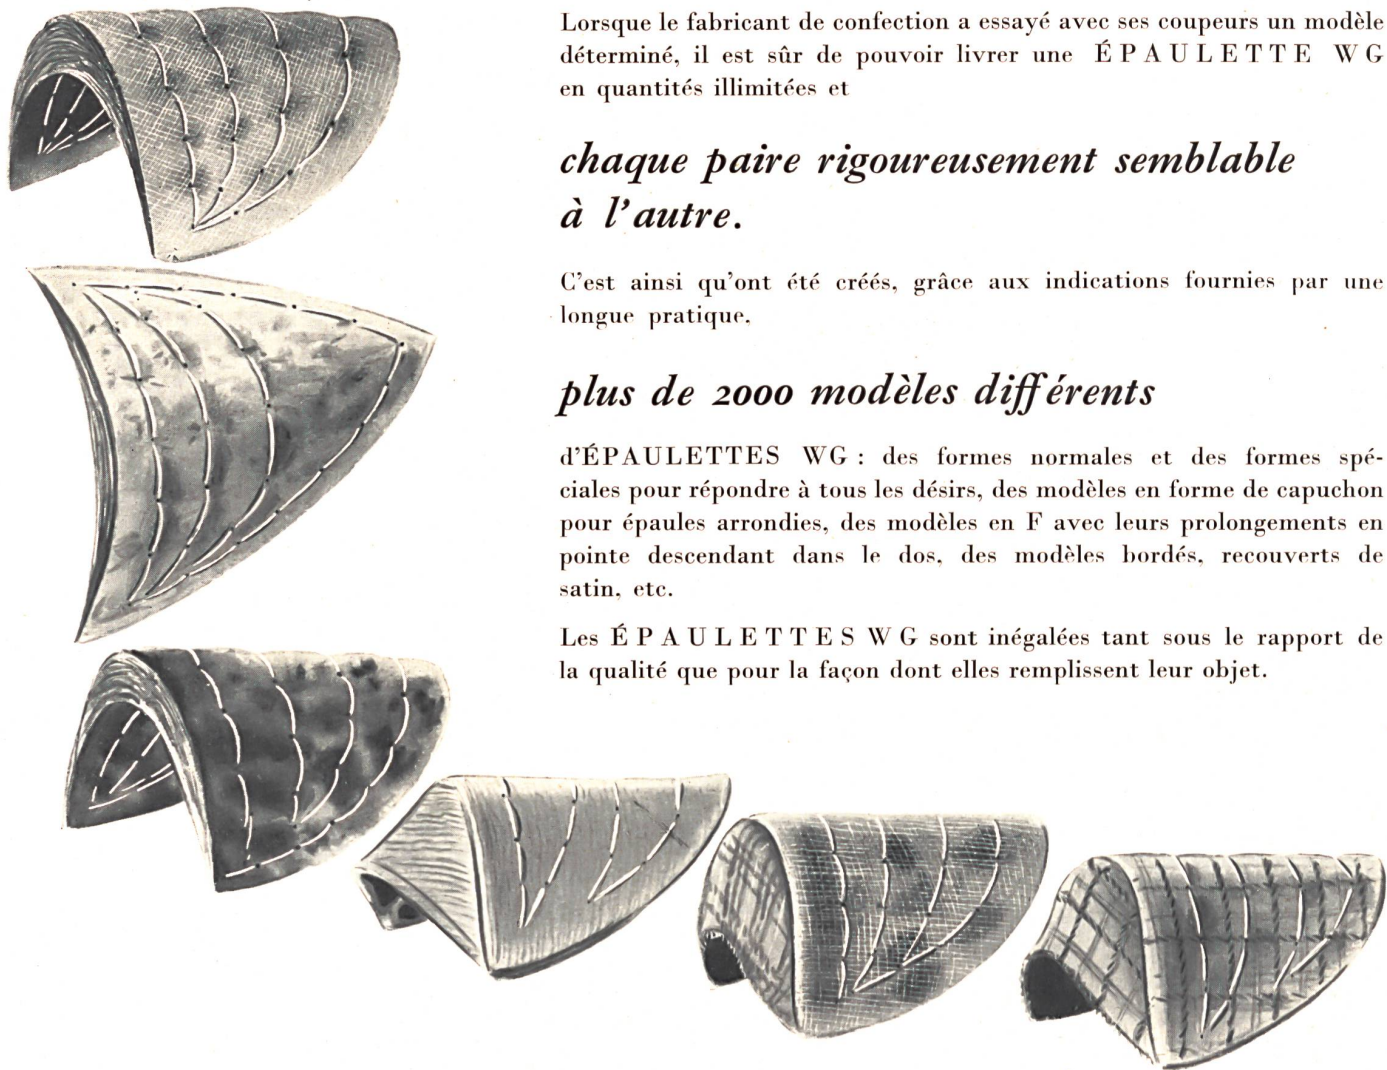 Lorsque le fabricant de confection a essayé avec ses coupeurs un modèle
déterminé, il est sûr de pouvoir livrer une ÉPAULETTE WG
en quantités illimitées et
chaque paire rigoureusement semblable
à l'autre.
C'est ainsi qu'ont été créés, grâce aux indications fournies par une
longue pratique.
plus de 2000 modèles différents
d'ÉPAULETTES WG : des formes normales et des formes spé-
ciales pour répondre à tous les désirs, des modèles en forme de capuchon
pour épaules arrondies, des modèles en F avec leurs prolongements en
pointe descendant dans le dos, des modèles bordés, recouverts de
satin, etc.
Les ÉPAULETTES WG sont inégalées tant sous le rapport de
la qualité que pour la façon dont elles remplissent leur objet.